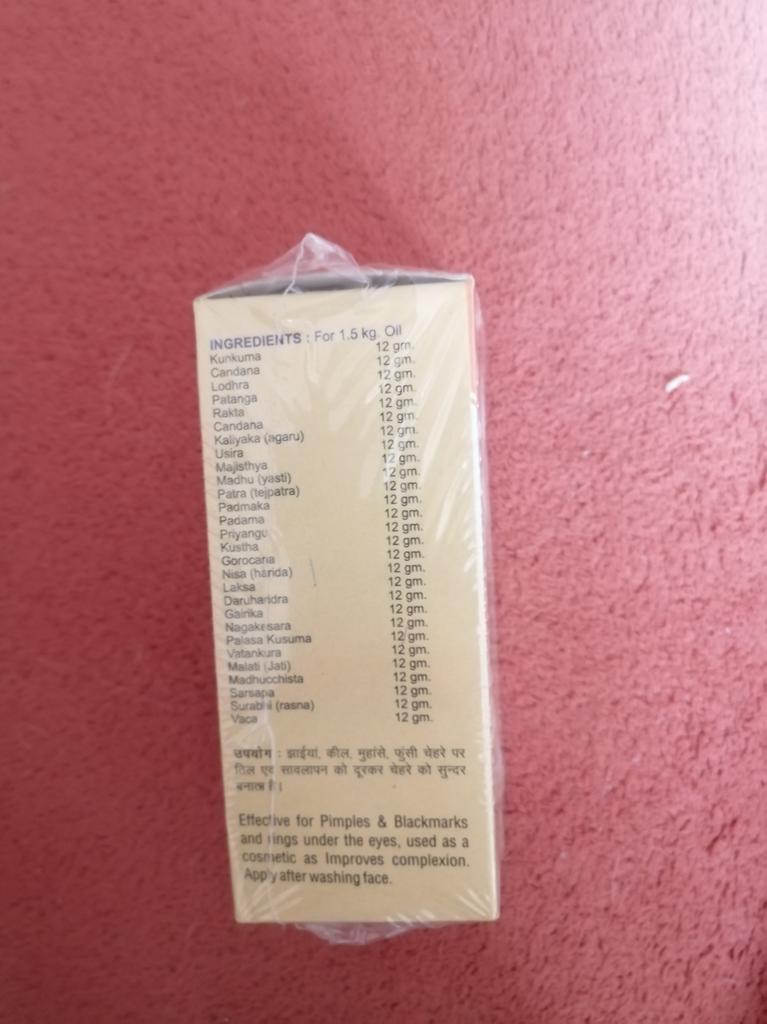 INGREDIENTS : For 1.5 kg. Oil
Kunkuma 12 gm.
Candana 12 gm.
Lodhra 12 gm.
Patanga 12 gm.
Rakta 12 gm.
Candana 12 gm.
Kaliyaka (agaru) 12 gm.
Usira 12 gm.
Majisthya 12 gm.
Madhu (yasti) 12 gm.
Patra (tejpatra) 12 gm.
Padmaka 12 gm.
Padama 12 gm.
Priyangu 12 gm.
Kustha 12 gm.
Gorocana 12 gm.
Nisa (harida) 12 gm.
Laksa 12 gm.
Daruharidra 12 gm.
Gairika 12 gm.
Nagakesara 12 gm.
Palasa Kusuma 12 gm.
Vatankura 12 gm.
Malati (Jati) 12 gm.
Madhucchista 12 gm.
Sarsapa 12 gm.
Surabhi (rasna) 12 gm.
Vaca 12 gm.
उपयोग : झाईयां, कील, मुहांसे, फुंसी चेहरे पर
तिल एवं सावलापन को दूरकर चेहरे को सुन्दर
बनाता है।
Effective for Pimples & Blackmarks
and rings under the eyes, used as a
cosmetic as Improves complexion.
Apply after washing face.